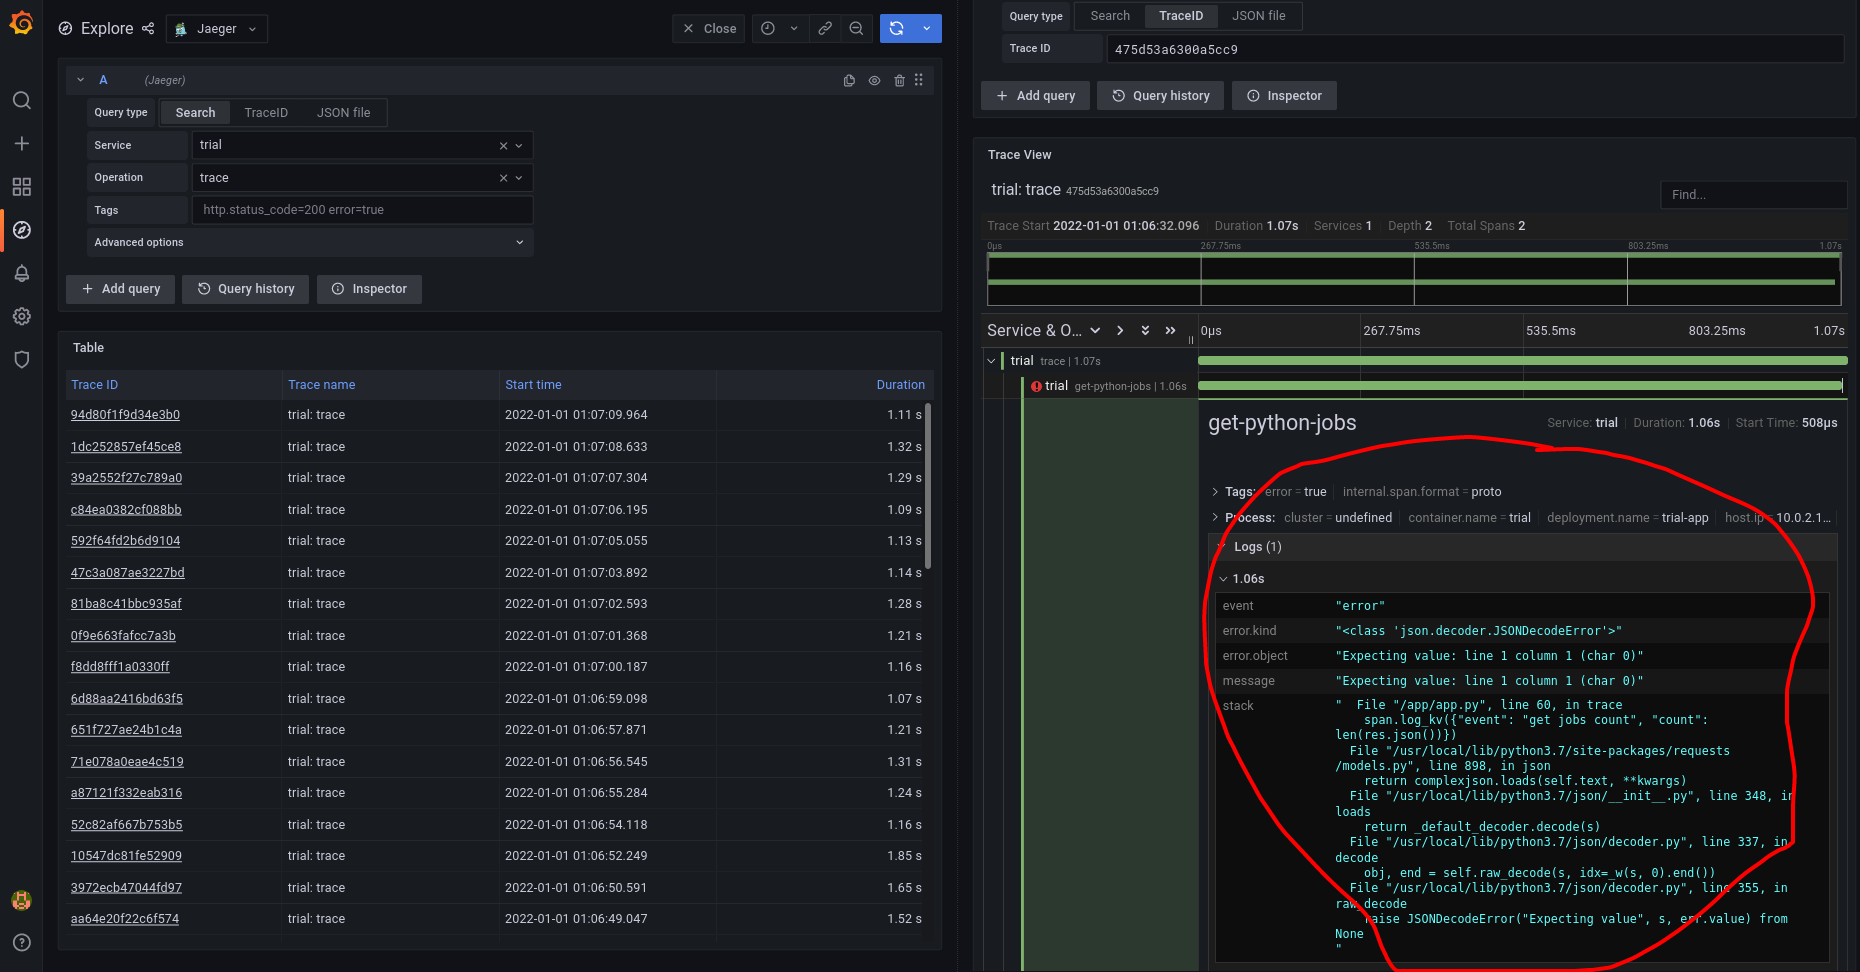 Explore
Jaeger
Close
A
(Jaeger)
Query type
Search
TraceID
JSON file
Service
trial
Operation
trace
Tags
http.status_code=200 error=true
Advanced options
Add query
Query history
Inspector
Table
Trace ID Trace name Start time Duration
94d80f1f9d34e3b0 trial: trace 2022-01-01 01:07:09.964 1.11 s
1dc252857ef45ce8 trial: trace 2022-01-01 01:07:08.633 1.32 s
39a2552f27c789a0 trial: trace 2022-01-01 01:07:07.304 1.29 s
c84ea0382cf088bb trial: trace 2022-01-01 01:07:06.195 1.09 s
592f64fd2b6d9104 trial: trace 2022-01-01 01:07:05.055 1.13 s
47c3a087ae3227bd trial: trace 2022-01-01 01:07:03.892 1.14 s
81ba8c41bbc935af trial: trace 2022-01-01 01:07:02.593 1.28 s
0f9e663fafcc7a3b trial: trace 2022-01-01 01:07:01.368 1.21 s
f8dd8fff1a0330ff trial: trace 2022-01-01 01:07:00.187 1.16 s
6d88aa2416bd63f5 trial: trace 2022-01-01 01:06:59.098 1.07 s
651f727ae24b1c4a trial: trace 2022-01-01 01:06:57.871 1.21 s
71e078a0eae4c519 trial: trace 2022-01-01 01:06:56.545 1.31 s
a87121f332eab316 trial: trace 2022-01-01 01:06:55.284 1.24 s
52c82af667b753b5 trial: trace 2022-01-01 01:06:54.118 1.16 s
10547dc81fe52909 trial: trace 2022-01-01 01:06:52.249 1.85 s
3972ecb47044fd97 trial: trace 2022-01-01 01:06:50.591 1.65 s
aa64e20f22c6f574 trial: trace 2022-01-01 01:06:49.047 1.52 s
Query type
Search
TraceID
JSON file
Trace ID
475d53a6300a5cc9
Add query
Query history
Inspector
Trace View
trial: trace 475d53a6300a5cc9
Find...
Trace Start 2022-01-01 01:06:32.096 Duration 1.07s Services 1 Depth 2 Total Spans 2
0μs 267.75ms 535.5ms 803.25ms 1.07s
Service & O...
0μs 267.75ms 535.5ms 803.25ms 1.07s
trial trace | 1.07s
trial get-python-jobs | 1.06s
get-python-jobs
Service: trial Duration: 1.06s Start Time: 508μs
Tags: error = true internal.span.format = proto
Process: cluster = undefined container.name = trial deployment.name = trial-app host.ip = 10.0.2.1...
Logs (1)
1.06s
event "error"
error.kind "<class 'json.decoder.JSONDecodeError'>"
error.object "Expecting value: line 1 column 1 (char 0)"
message "Expecting value: line 1 column 1 (char 0)"
stack " File "/app/app.py", line 60, in trace
span.log_kv({"event": "get jobs count", "count":
len(res.json())})
File "/usr/local/lib/python3.7/site-packages/requests
/models.py", line 898, in json
return complexjson.loads(self.text, **kwargs)
File "/usr/local/lib/python3.7/json/__init__.py", line 348, in
loads
return _default_decoder.decode(s)
File "/usr/local/lib/python3.7/json/decoder.py", line 337, in
decode
obj, end = self.raw_decode(s, idx=_w(s, 0).end())
File "/usr/local/lib/python3.7/json/decoder.py", line 355, in
raw_decode
raise JSONDecodeError("Expecting value", s, err.value) from
None
"